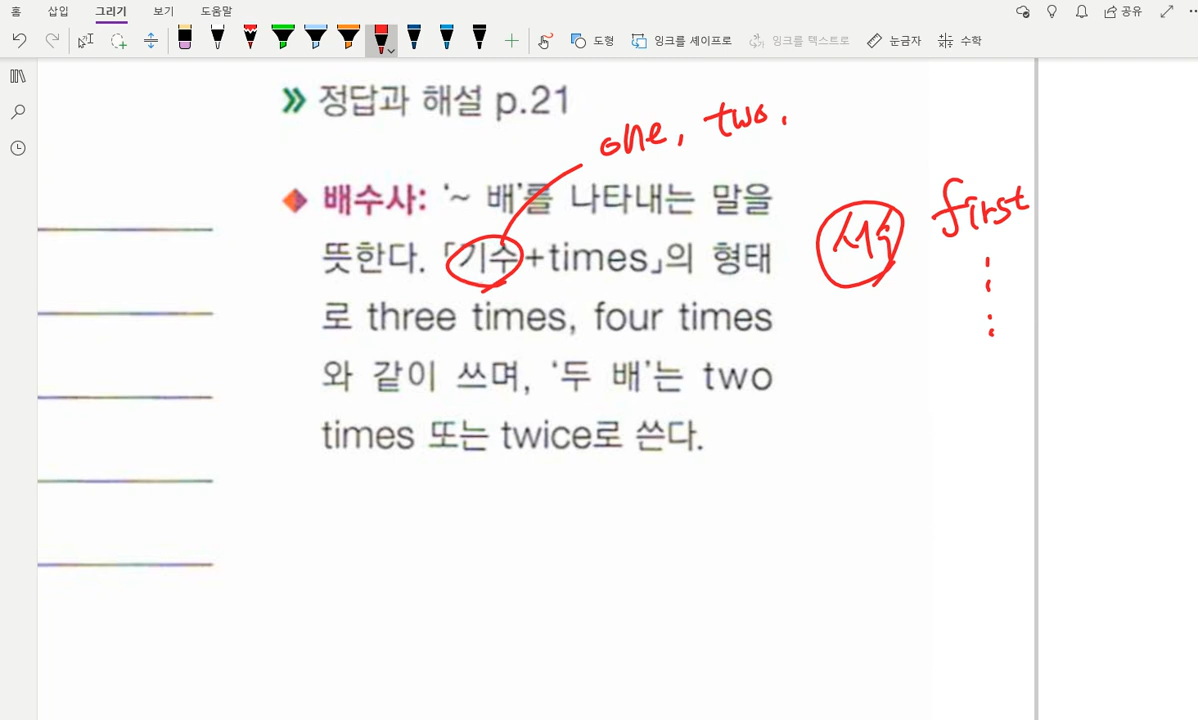 홈 삽입 그리기 보기 도움말
공유
도형 잉크를 셰이프로 잉크를 텍스트로 눈금자 수학
정답과 해설 p.21
one, two.
배수사: ‘~ 배’를 나타내는 말을
뜻한다. 「기수+times」의 형태
로 three times, four times
와 같이 쓰며, ‘두 배’는 two
times 또는 twice로 쓴다.
서수 first